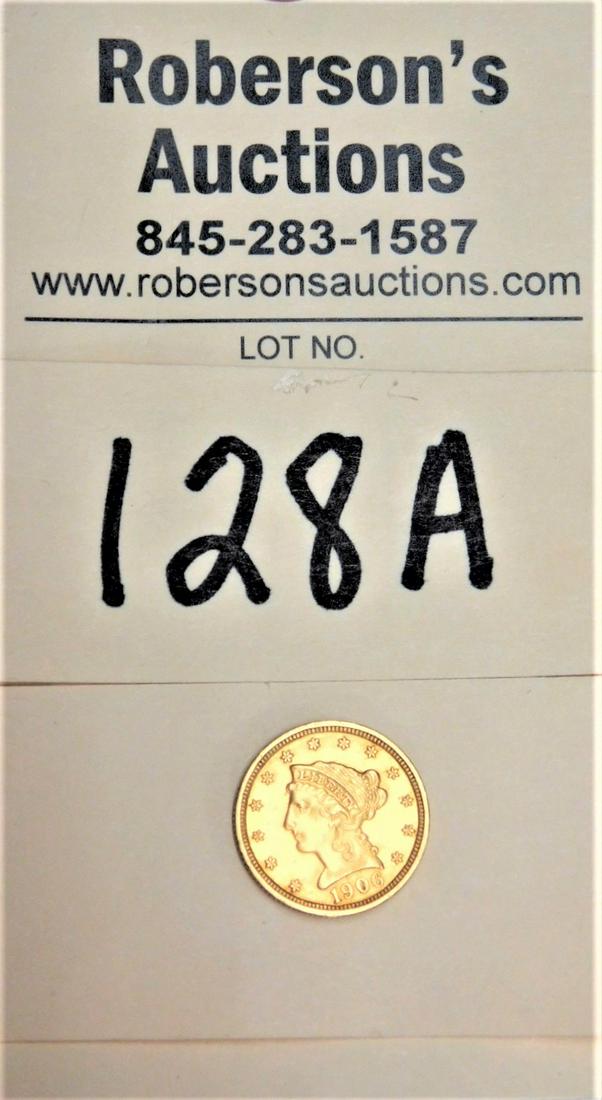 Roberson's
Auctions
845-283-1587
www.robersonsauctions.com
LOT NO.
128A
LIBERTY
1906